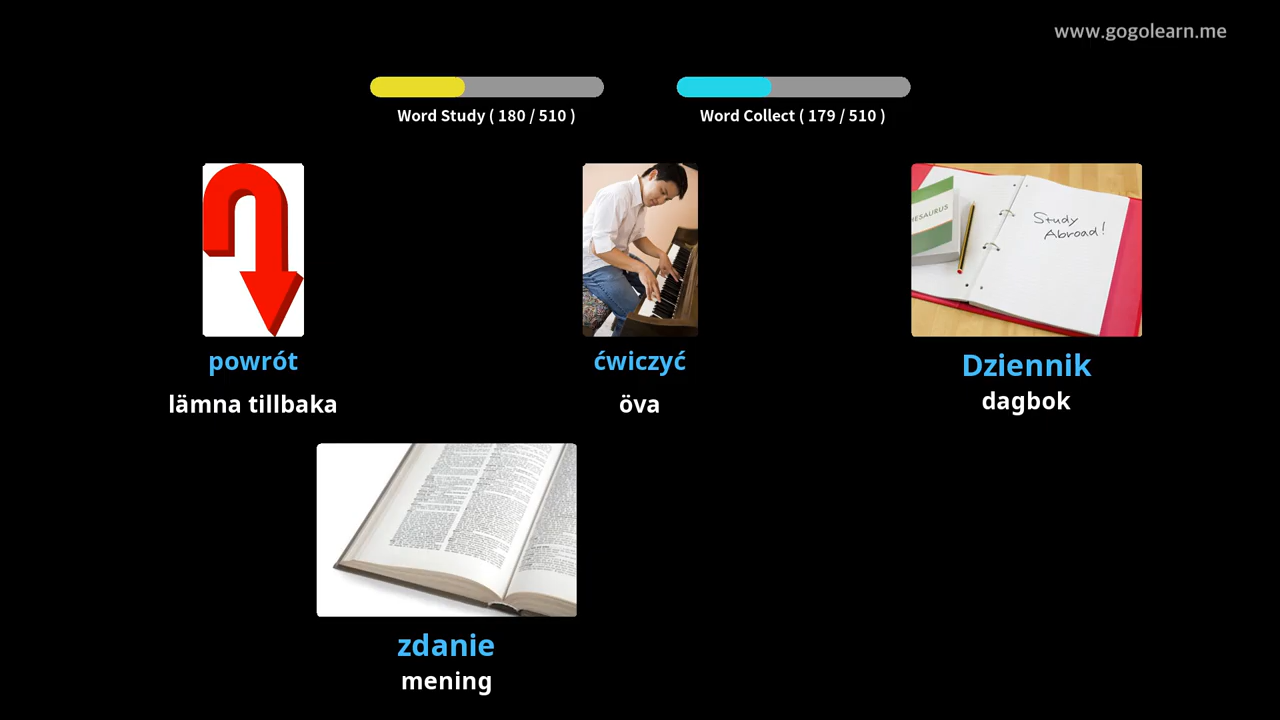 www.gogolearn.me
Word Study ( 180 / 510 )
Word Collect ( 179 / 510 )
ESAURUS
Study
Abroad!
powrót
lämna tillbaka
ćwiczyć
öva
Dziennik
dagbok
zdanie
mening